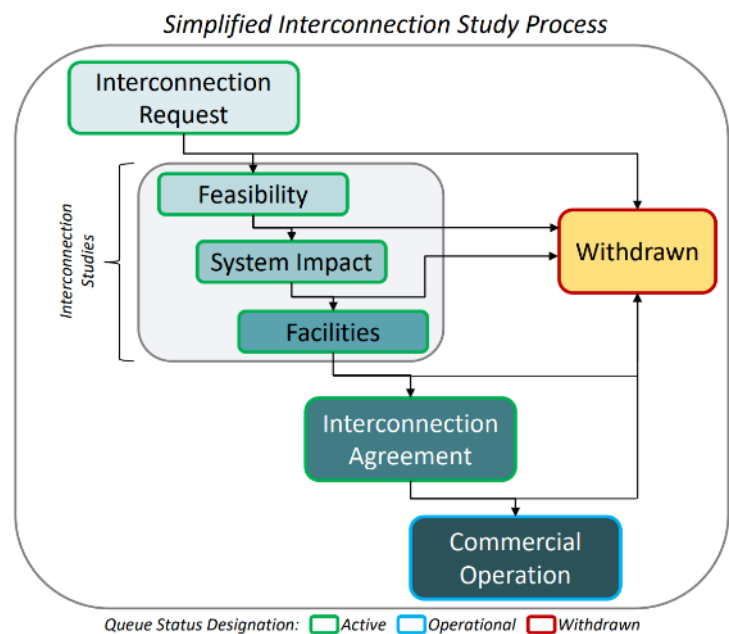 Simplified Interconnection Study Process
Interconnection
Request
Feasibility
System Impact
Facilities
Interconnection
Studies
Withdrawn
Interconnection
Agreement
Commercial
Operation
Queue Status Designation: Active Operational Withdrawn